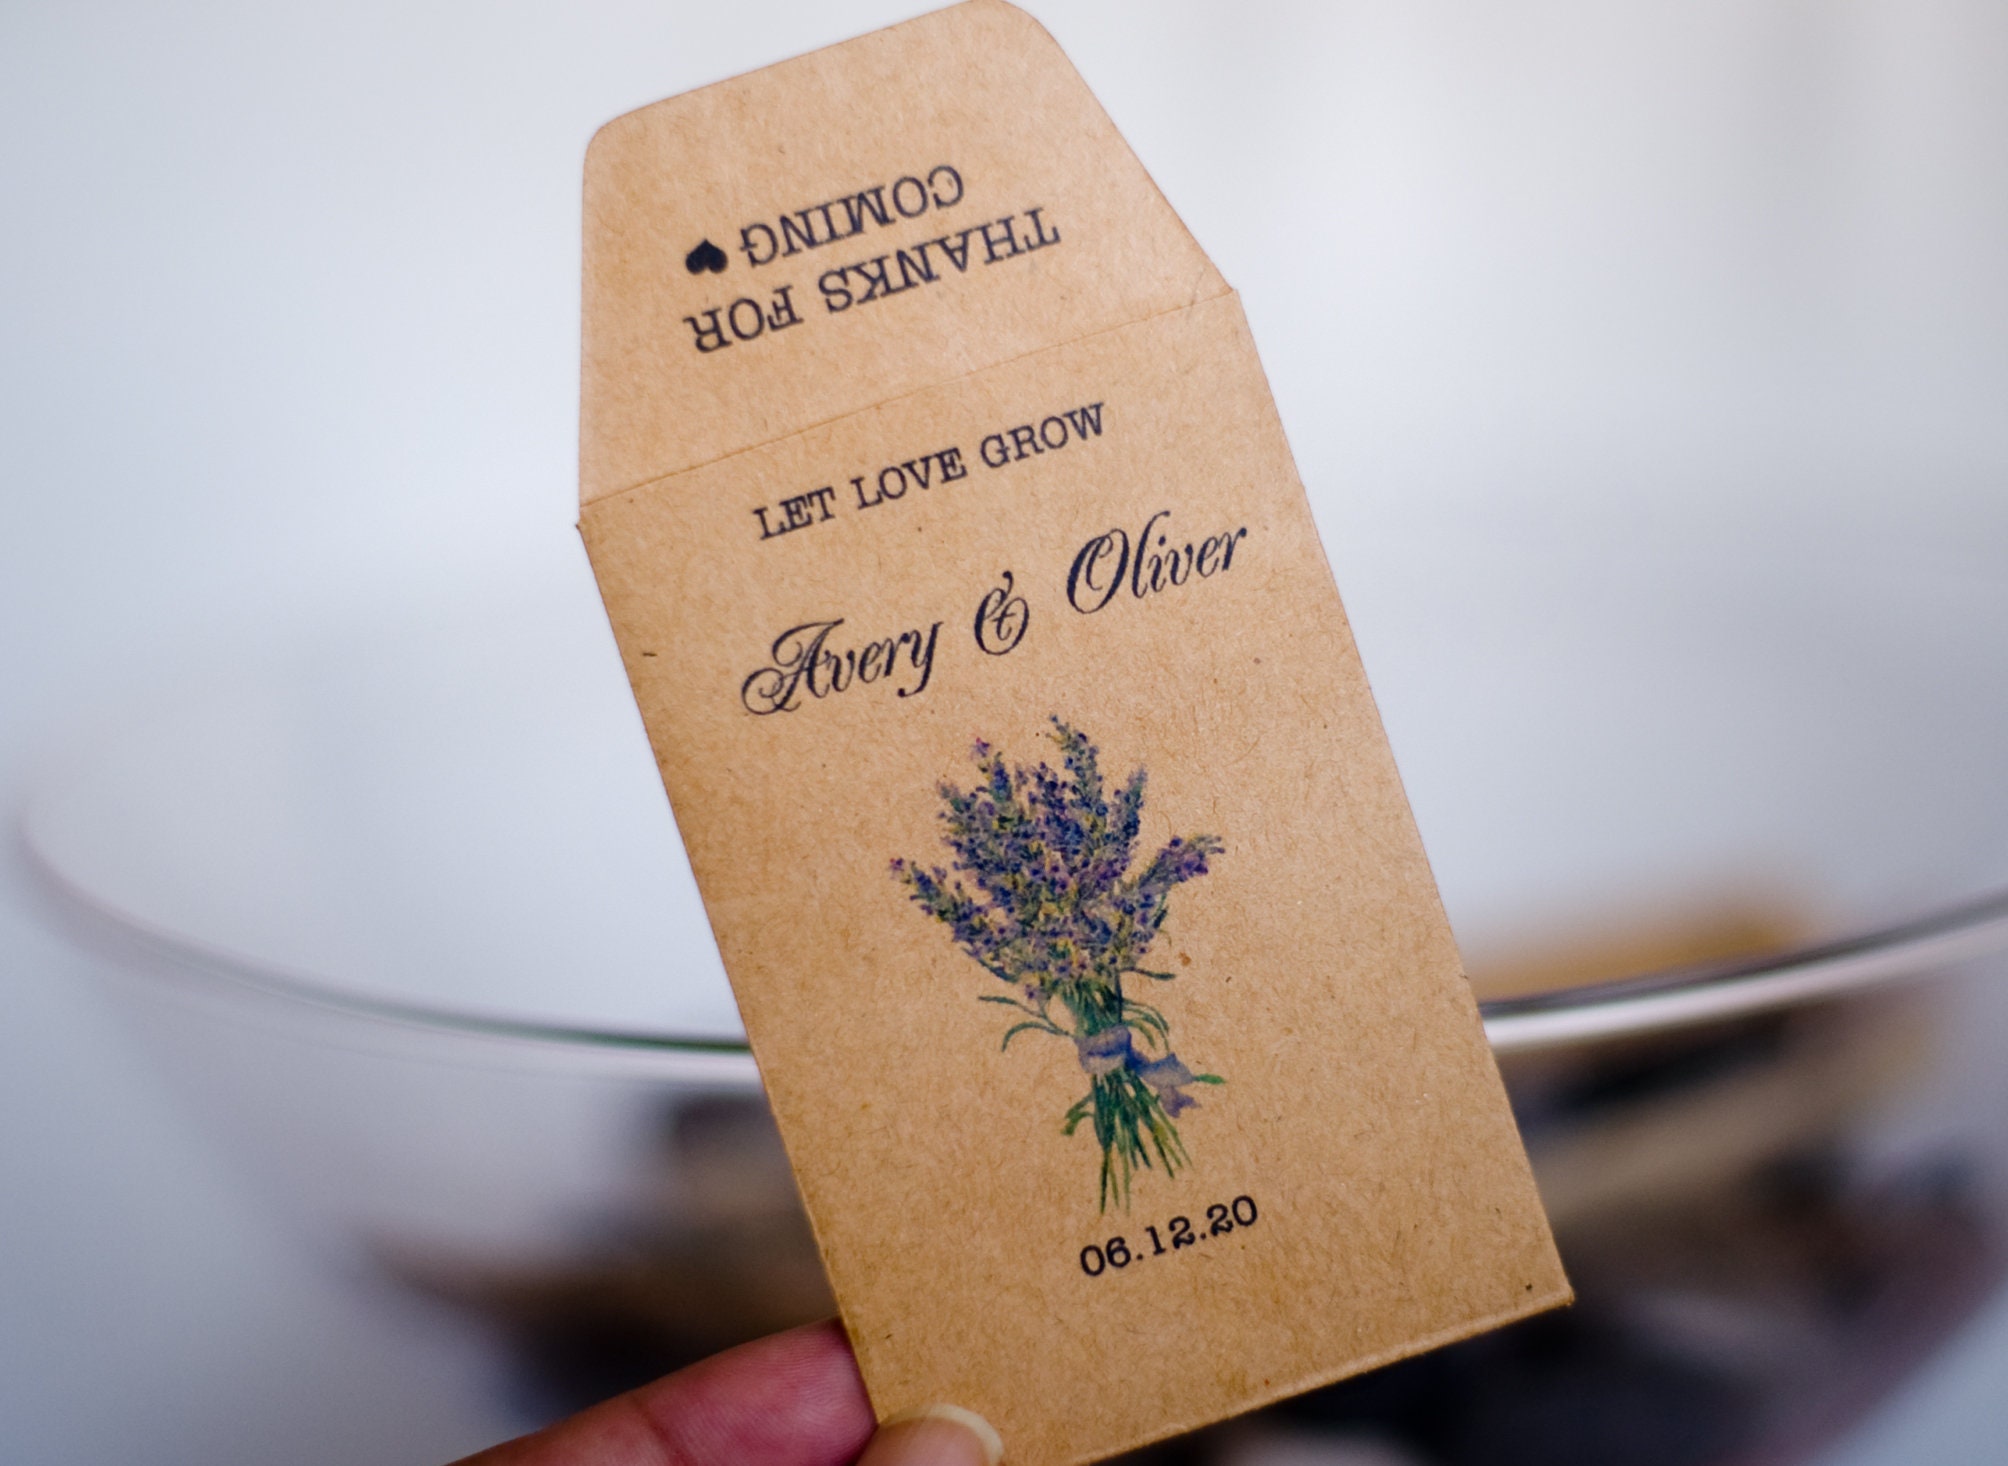 THANKS FOR
COMING ♥
LET LOVE GROW
Avery & Oliver
06.12.20